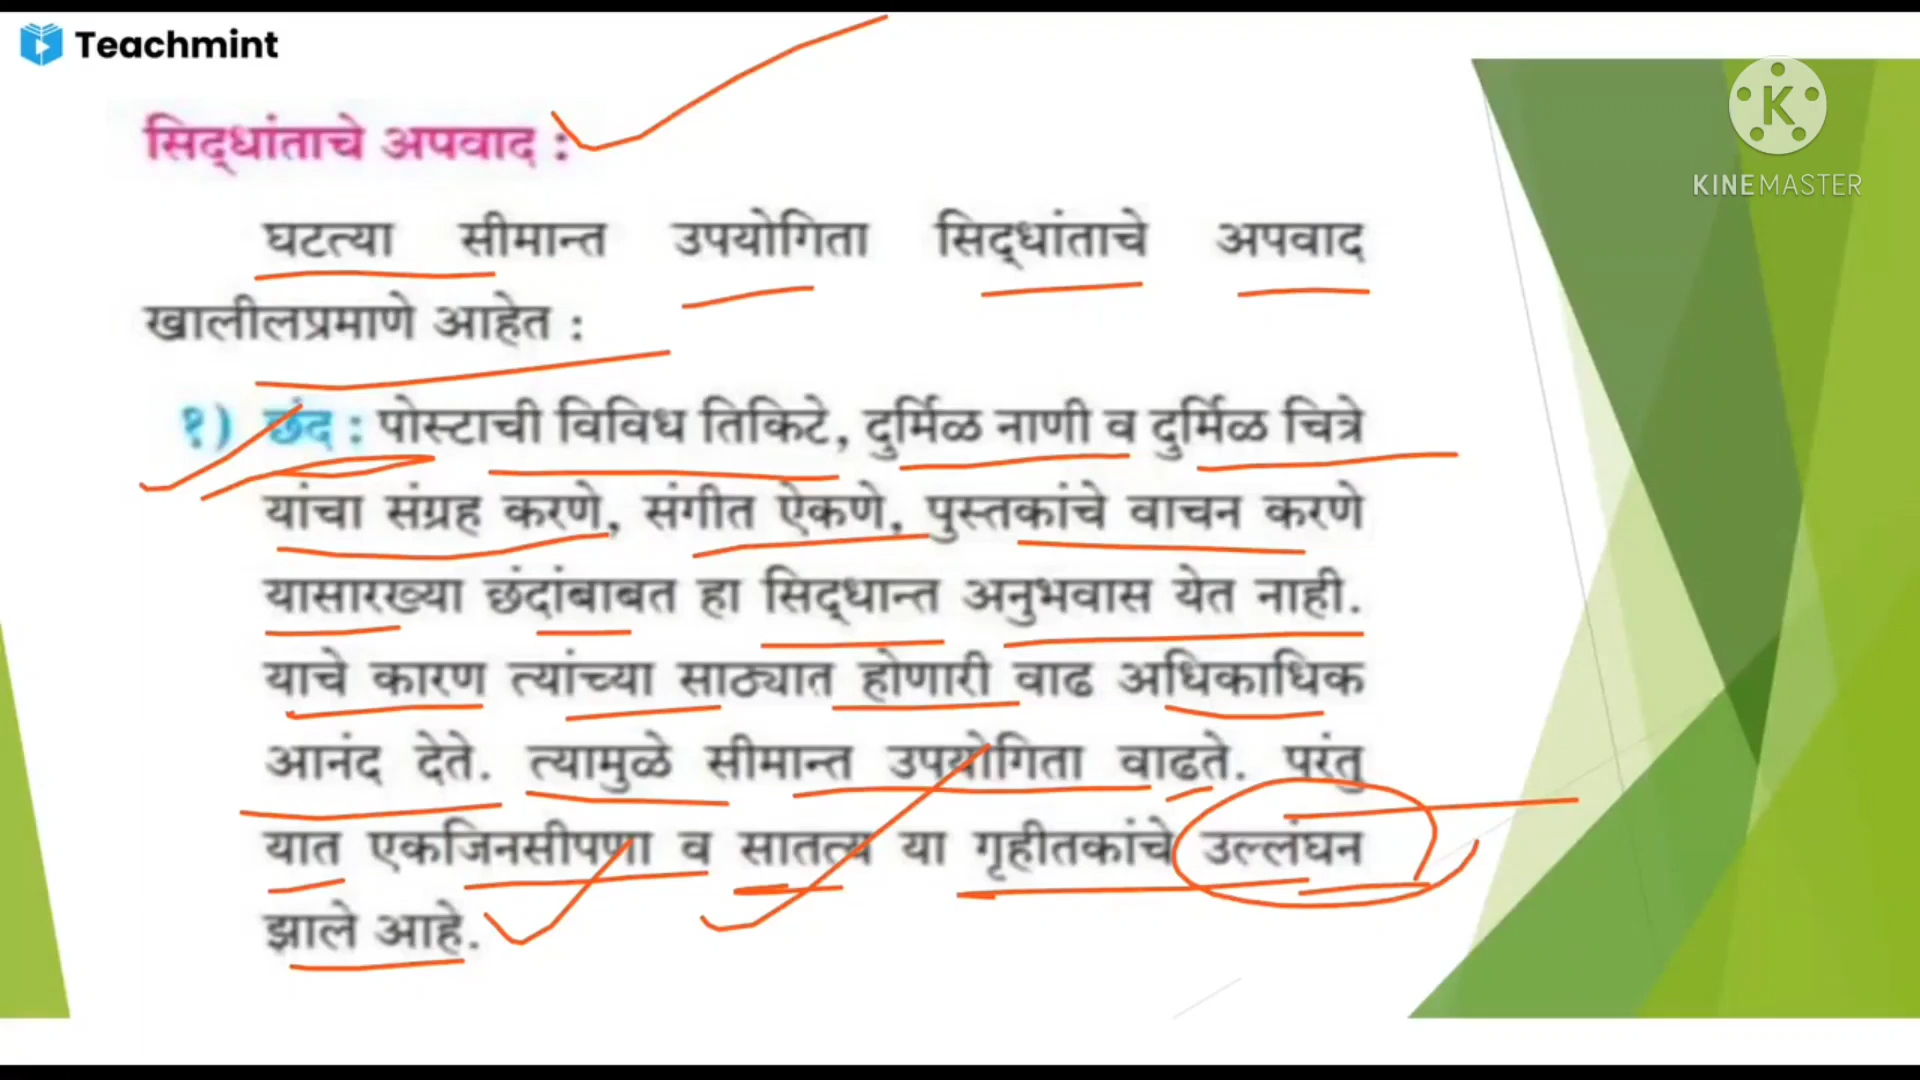 Teachmint
KINEMASTER
सिद्धांताचे अपवाद :
घटत्या सीमान्त उपयोगिता सिद्धांताचे अपवाद
खालीलप्रमाणे आहेत :
१) छंद : पोस्टाची विविध तिकिटे, दुर्मिळ नाणी व दुर्मिळ चित्रे
यांचा संग्रह करणे, संगीत ऐकणे, पुस्तकांचे वाचन करणे
यासारख्या छंदांबाबत हा सिद्धान्त अनुभवास येत नाही.
याचे कारण त्यांच्या साठ्यात होणारी वाढ अधिकाधिक
आनंद देते. त्यामुळे सीमान्त उपयोगिता वाढते. परंतु
यात एकजिनसीपणा व सातत्य या गृहीतकांचे उल्लंघन
झाले आहे.